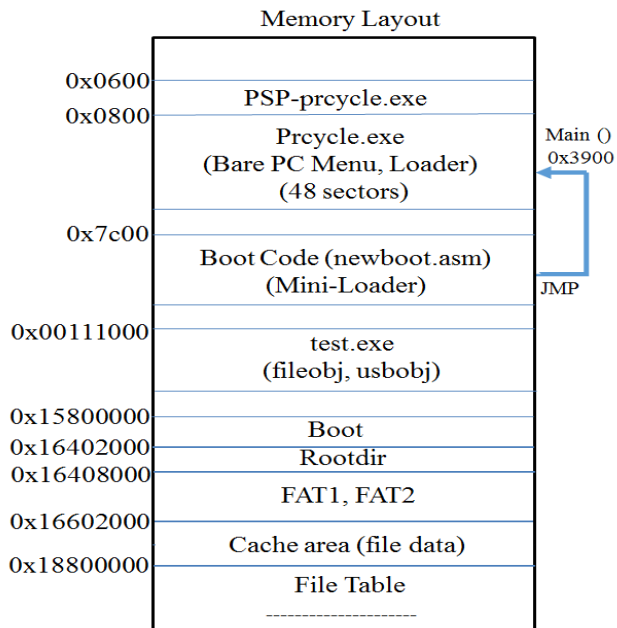 Memory Layout
0x0600
PSP-prcycle.exe
0x0800
Prcycle.exe
(Bare PC Menu, Loader)
(48 sectors)
Main ()
0x3900
0x7c00
Boot Code (newboot.asm)
(Mini-Loader)
JMP
0x00111000
test.exe
(fileobj, usbobj)
0x15800000
Boot
0x16402000
Rootdir
0x16408000
FAT1, FAT2
0x16602000
Cache area (file data)
0x18800000
File Table
---------------------